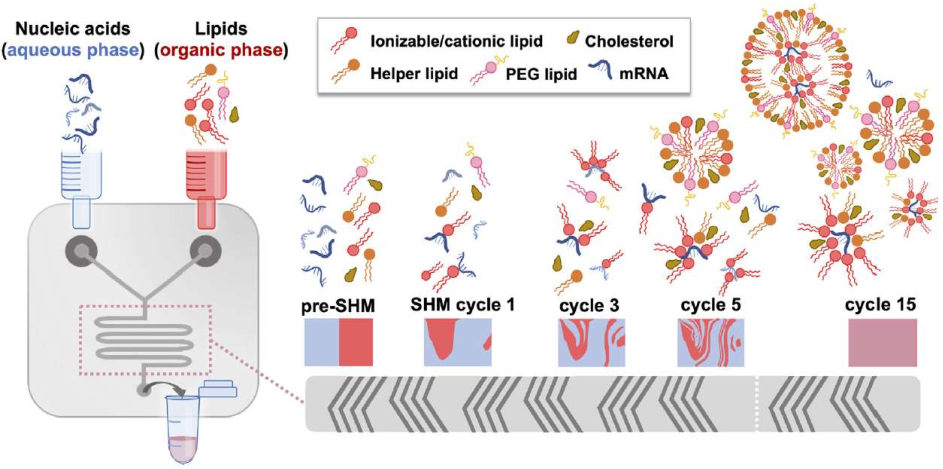 Nucleic acids
(aqueous phase)
Lipids
(organic phase)
Ionizable/cationic lipid
Cholesterol
Helper lipid
PEG lipid
mRNA
pre-SHM
SHM cycle 1
cycle 3
cycle 5
cycle 15